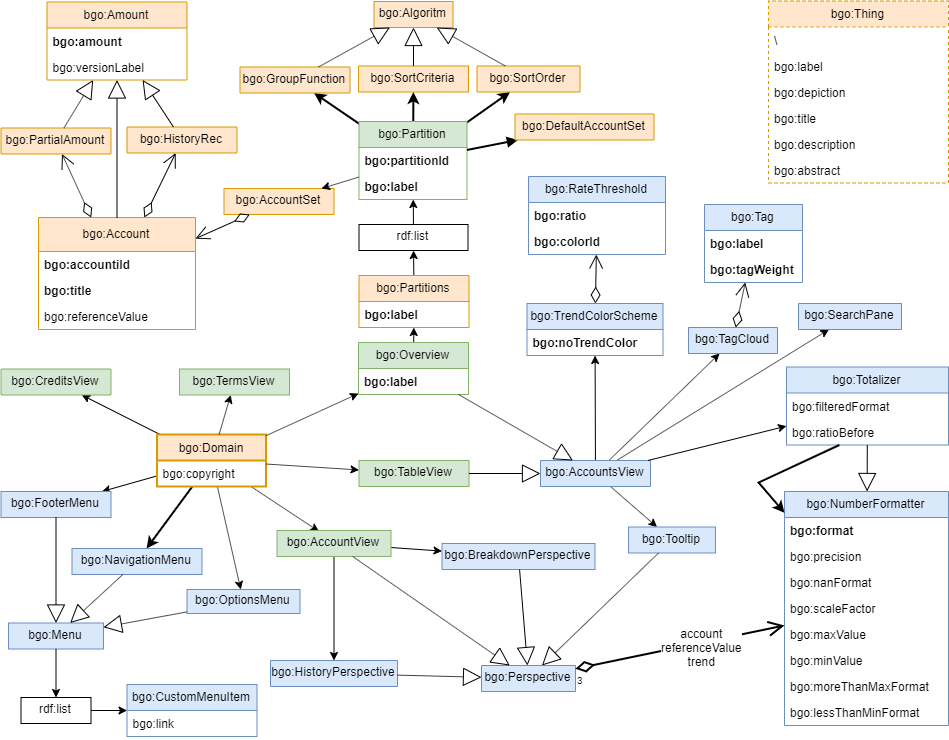 bgo:Amount
bgo:amount
bgo:versionLabel
bgo:Algoritm
bgo:Thing
\
bgo:label
bgo:depiction
bgo:title
bgo:description
bgo:abstract
bgo:GroupFunction
bgo:SortCriteria
bgo:SortOrder
bgo:PartialAmount
bgo:HistoryRec
bgo:Partition
bgo:partitionId
bgo:label
bgo:DefaultAccountSet
bgo:AccountSet
bgo:RateThreshold
bgo:ratio
bgo:colorId
bgo:Tag
bgo:label
bgo:tagWeight
bgo:Account
bgo:accountiId
bgo:title
bgo:referenceValue
rdf:list
bgo:Partitions
bgo:label
bgo:TrendColorScheme
bgo:noTrendColor
bgo:TagCloud
bgo:SearchPane
bgo:Overview
bgo:label
bgo:CreditsView
bgo:TermsView
bgo:Totalizer
bgo:filteredFormat
bgo:ratioBefore
bgo:Domain
bgo:copyright
bgo:TableView
bgo:AccountsView
bgo:FooterMenu
bgo:NumberFormatter
bgo:format
bgo:precision
bgo:nanFormat
bgo:scaleFactor
bgo:maxValue
bgo:minValue
bgo:moreThanMaxFormat
bgo:lessThanMinFormat
bgo:NavigationMenu
bgo:AccountView
bgo:BreakdownPerspective
bgo:Tooltip
bgo:OptionsMenu
bgo:Menu
account
referenceValue
trend
bgo:HistoryPerspective
bgo:Perspective
3
rdf:list
bgo:CustomMenuItem
bgo:link